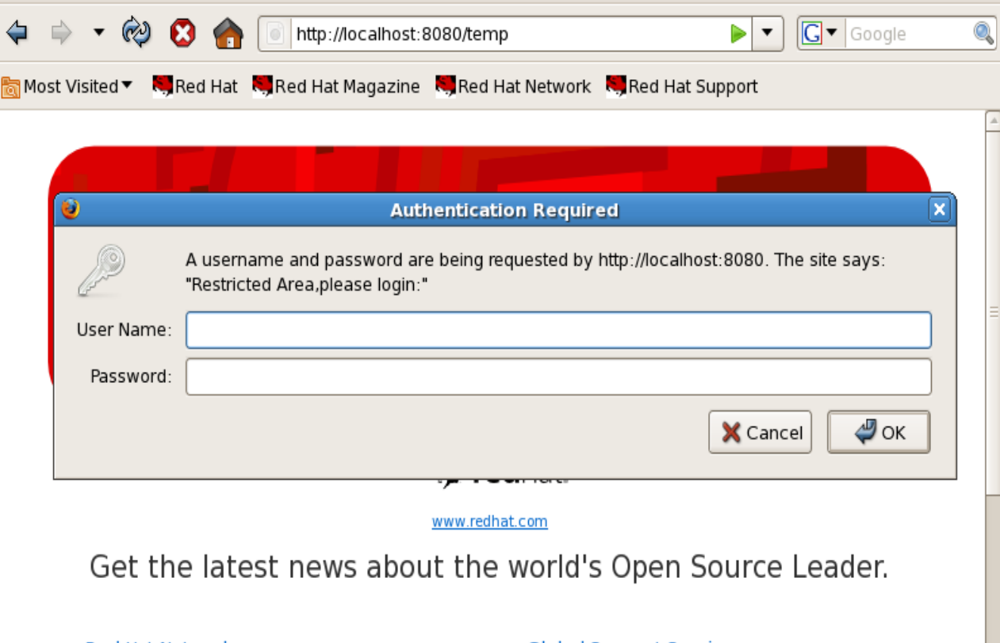 http://localhost:8080/temp
G Google
Most Visited Red Hat Red Hat Magazine Red Hat Network Red Hat Support
Authentication Required
A username and password are being requested by http://localhost:8080. The site says:
"Restricted Area,please login:"
User Name:
Password:
Cancel OK
www.redhat.com
Get the latest news about the world's Open Source Leader.